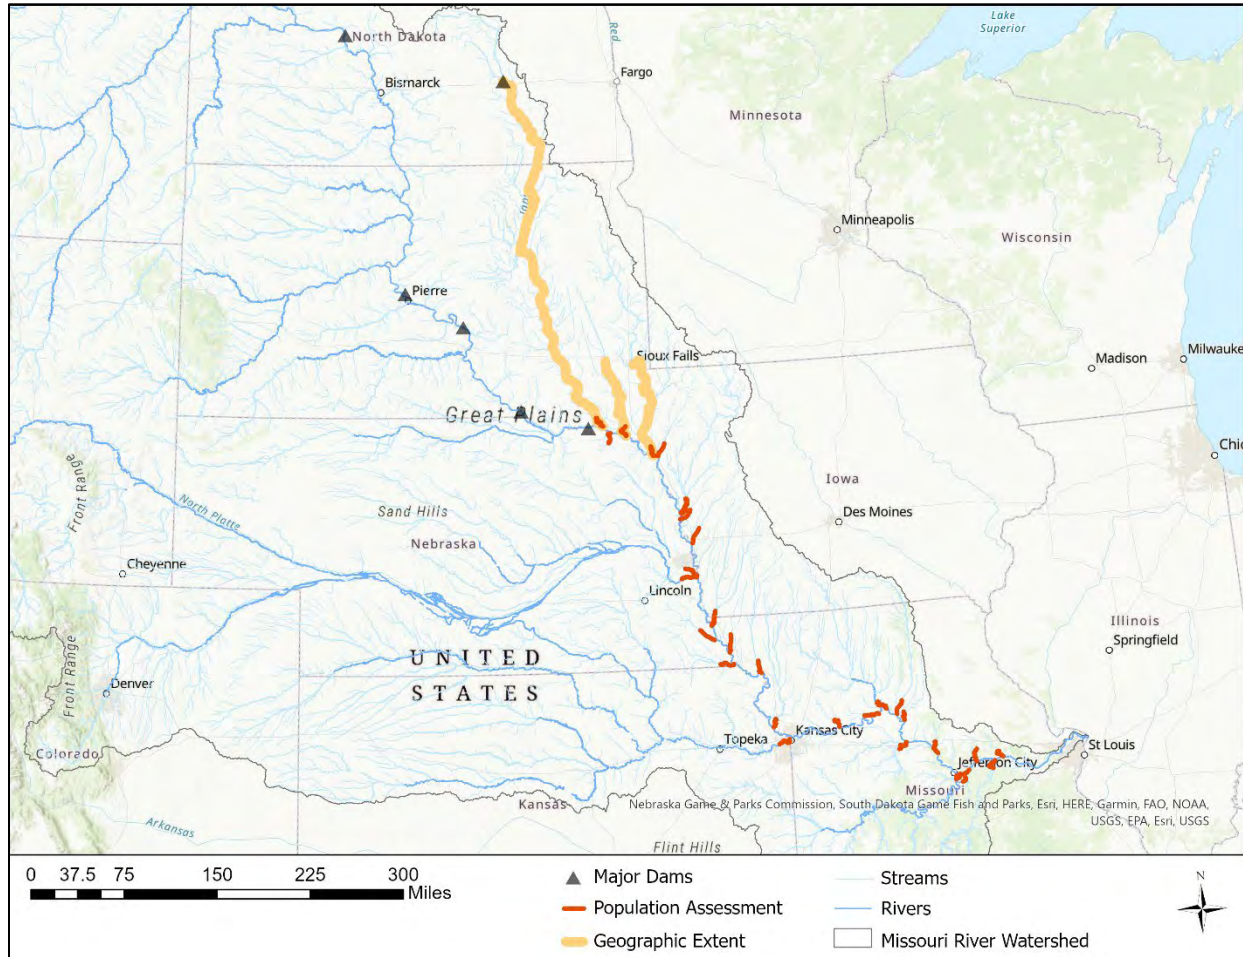 Lake
Superior
North Dakota
Red
Fargo
Bismarck
Minnesota
Minneapolis
Wisconsin
Pierre
Sioux Falls
Madison
Milwauke
Great Plains
Chic
Front Range
North Platte
Sand Hills
Iowa
Des Moines
Nebraska
Cheyenne
Lincoln
Illinois
Springfield
UNITED
STATES
Front Range
Denver
Colorado
Topeka
Kansas City
St Louis
Jefferson City
Missouri
Kansas
Arkansas
Flint Hills
Nebraska Game & Parks Commission, South Dakota Game Fish and Parks, Esri, HERE, Garmin, FAO, NOAA,
USGS, EPA, Esri, USGS
0 37.5 75 150 225 300
Miles
Major Dams
Population Assessment
Geographic Extent
Streams
Rivers
Missouri River Watershed
N